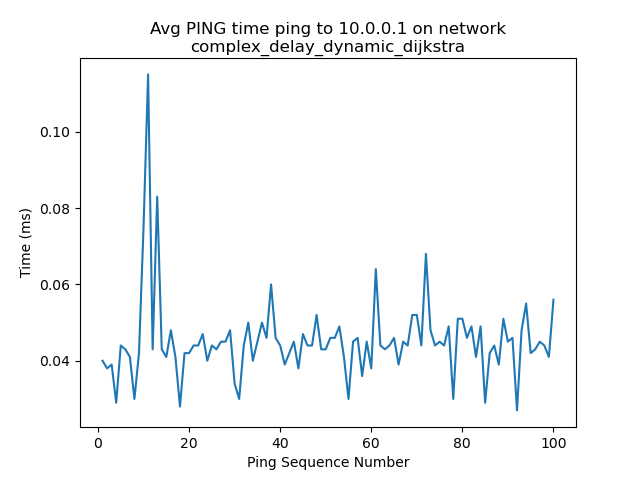 Avg PING time ping to 10.0.0.1 on network
complex_delay_dynamic_dijkstra
0.10
0.08
0.06
0.04
Time (ms)
0 20 40 60 80 100
Ping Sequence Number